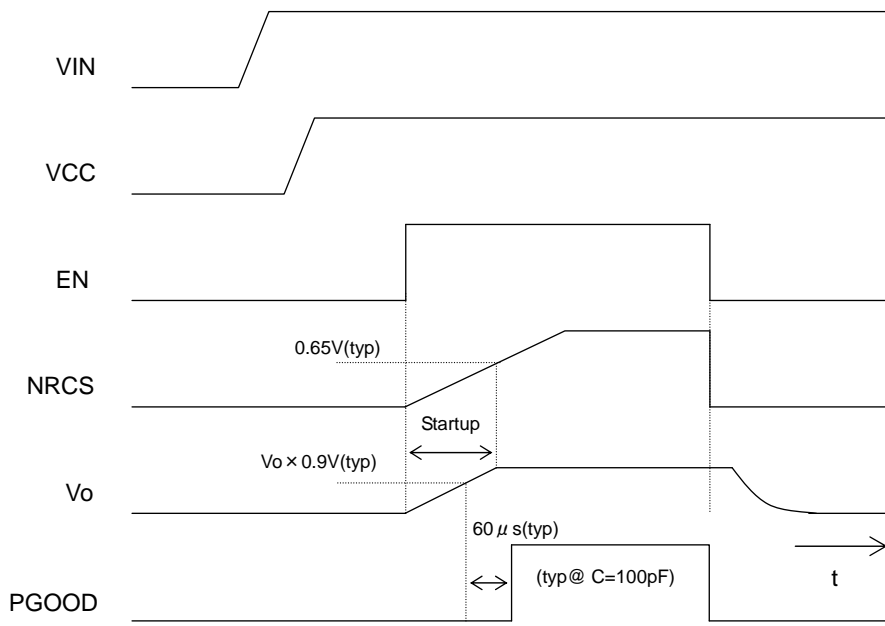 VIN
VCC
EN
0.65V(typ)
NRCS
Startup
Vo×0.9V(typ)
Vo
60μs(typ)
(typ@ C=100pF)
t
PGOOD